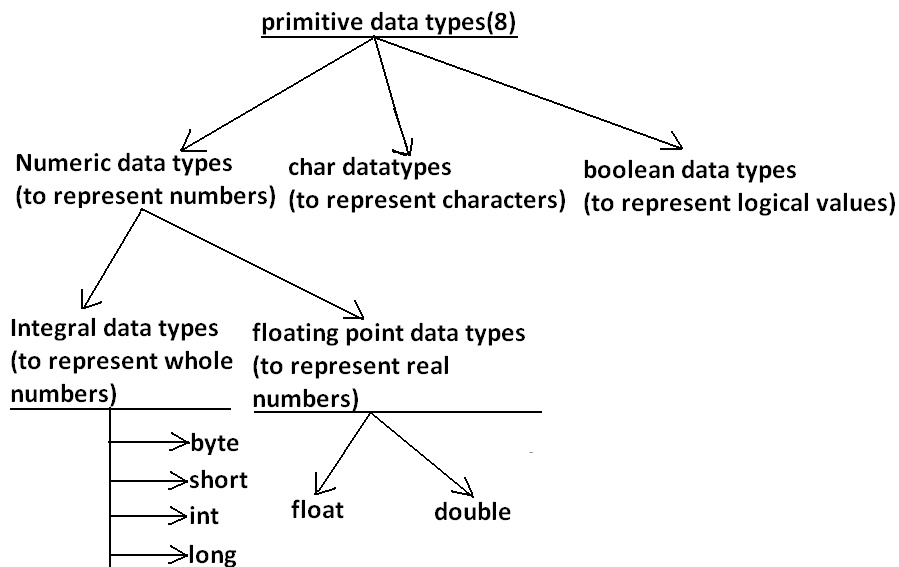 primitive data types(8)
Numeric data types
(to represent numbers)
char datatypes
(to represent characters)
boolean data types
(to represent logical values)
Integral data types
(to represent whole
numbers)
floating point data types
(to represent real
numbers)
byte
short
int
long
float
double